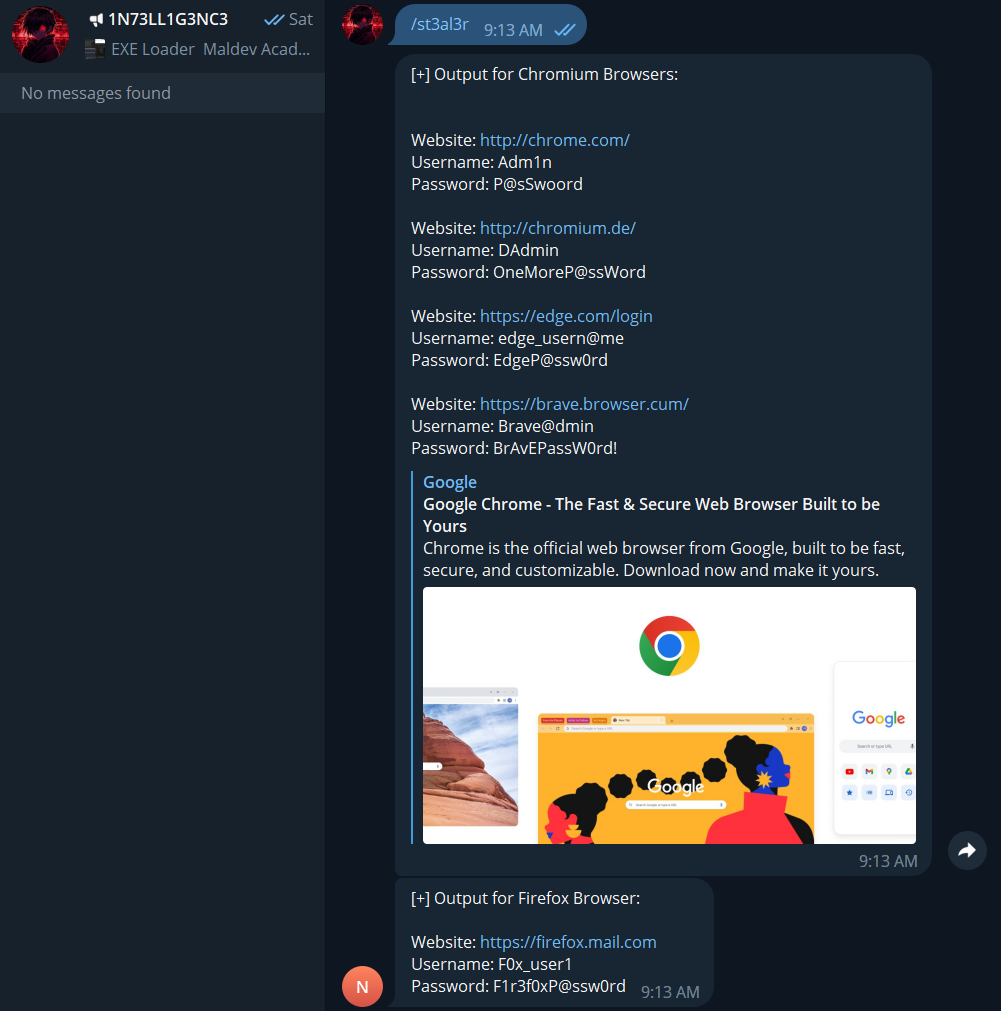 1N73LL1G3NC3 Sat
EXE Loader Maldev Acad...
No messages found
/st3al3r 9:13 AM
[+] Output for Chromium Browsers:
Website: http://chrome.com/
Username: Adm1n
Password: P@sSwoord
Website: http://chromium.de/
Username: DAdmin
Password: OneMoreP@ssWord
Website: https://edge.com/login
Username: edge_usern@me
Password: EdgeP@ssw0rd
Website: https://brave.browser.cum/
Username: Brave@dmin
Password: BrAvEPassW0rd!
Google
Google Chrome - The Fast & Secure Web Browser Built to be
Yours
Chrome is the official web browser from Google, built to be fast,
secure, and customizable. Download now and make it yours.
Google
Google
9:13 AM
[+] Output for Firefox Browser:
Website: https://firefox.mail.com
Username: F0x_user1
N
Password: F1r3f0xP@ssw0rd 9:13 AM